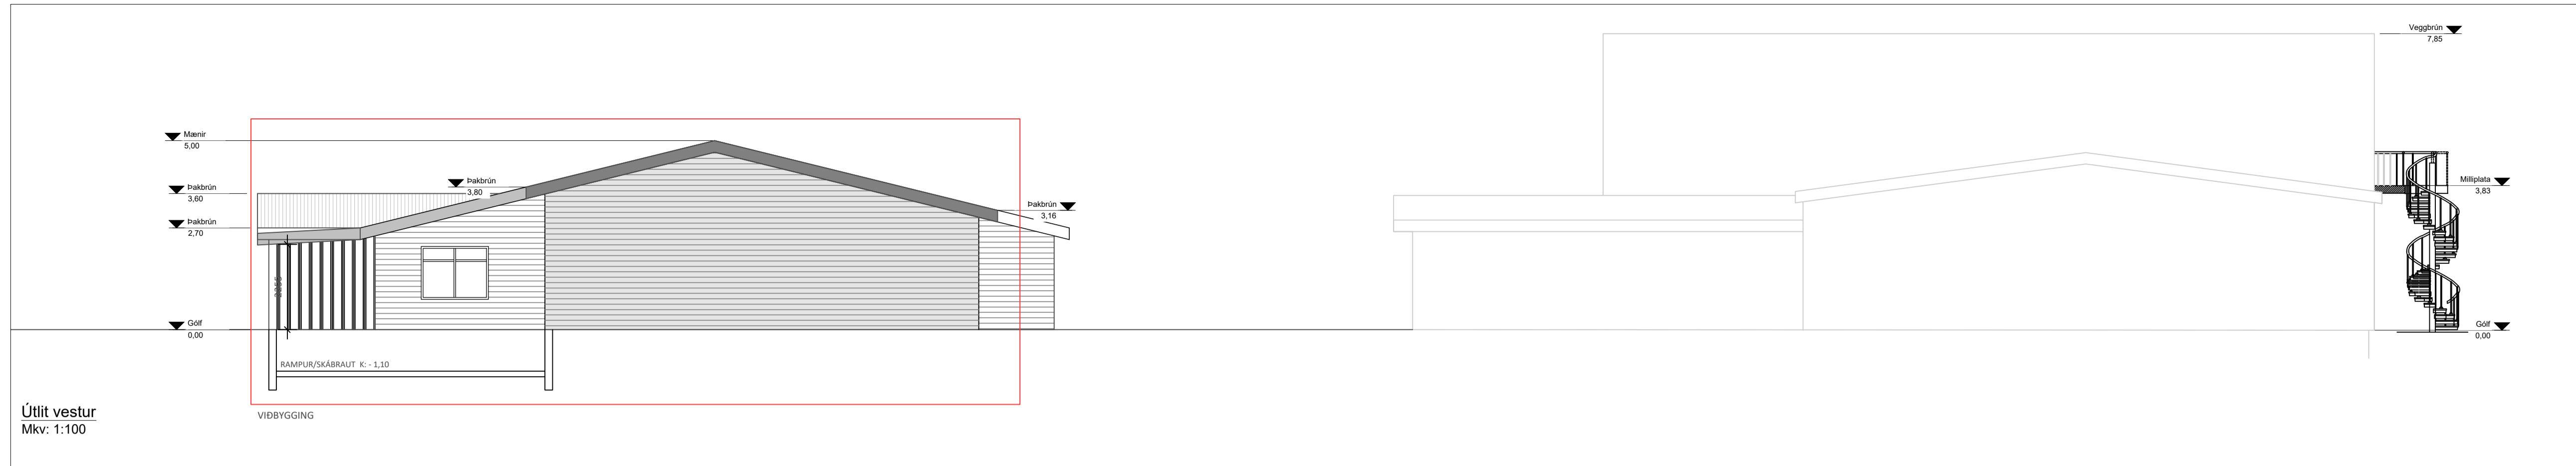 Veggbrún
7,85
Mænir
5,00
Þakbrún
3,60
Þakbrún
3,80
Þakbrún
2,70
Þakbrún
3,16
Milliplata
3,83
Gólf
0,00
Gólf
0,00
RAMPUR/SKÁBRAUT K: - 1,10
VIÐBYGGING
Útlit vestur
Mkv: 1:100